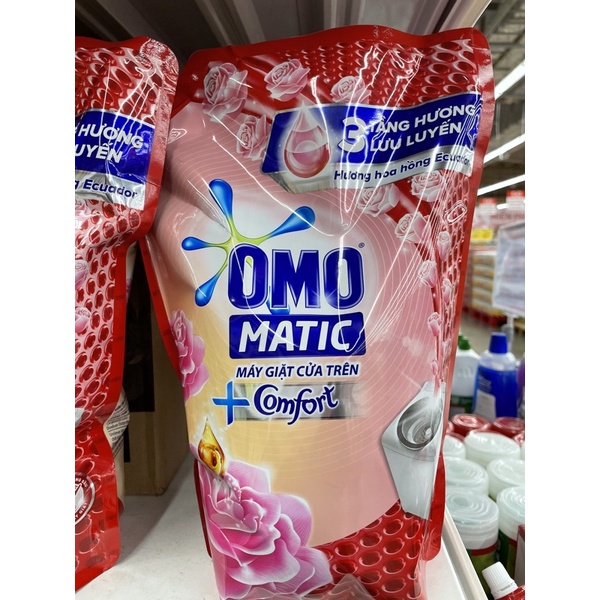 3 TẦNG HƯƠNG
LƯU LUYẾN
Hương hoa hồng Ecuador
OMO®
MATIC
MÁY GIẶT CỬA TRÊN
+ Comfort
HƯƠNG
LUYẾN
Ecuador